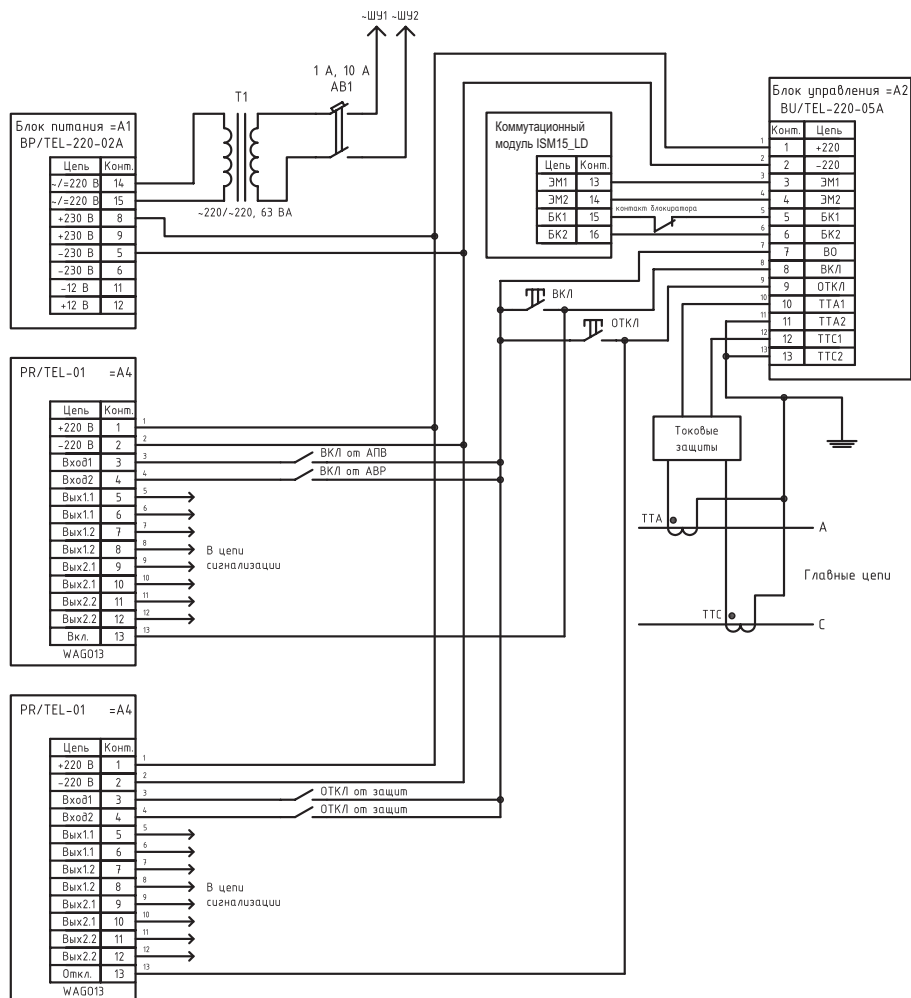 ~ШУ1 ~ШУ2
1 А, 10 А
АВ1
Т1
~220/~220, 63 ВА
Блок питания =А1
BP/TEL-220-02A
Цепь Конт.
~/=220 В 14
~/=220 В 15
+230 В 8
+230 В 9
-230 В 5
-230 В 6
-12 В 11
+12 В 12
Коммутационный
модуль ISM15_LD
Цепь Конт.
ЭМ1 13
ЭМ2 14
БК1 15
БК2 16
контакт блокиратора
Блок управления =А2
BU/TEL-220-05A
Конт. Цепь
1 1 +220
2 2 -220
3 3 ЭМ1
4 4 ЭМ2
5 5 БК1
6 6 БК2
7 7 ВО
8 8 ВКЛ
9 9 ОТКЛ
10 10 ТТА1
11 11 ТТА2
12 12 ТТС1
13 13 ТТС2
ВКЛ
ОТКЛ
Токовые
защиты
ТТА
А
Главные цепи
ТТС
С
PR/TEL-01 =А4
Цепь Конт.
+220 В 1 1
-220 В 2 2
Вход1 3 3 ВКЛ от АПВ
Вход2 4 4 ВКЛ от АВР
Вых1.1 5 5
Вых1.1 6 6
Вых1.2 7 7
Вых1.2 8 8
Вых2.1 9 9
Вых2.1 10 10
Вых2.2 11 11
Вых2.2 12 12
Вкл. 13 13
WAGO13
В цепи
сигнализации
PR/TEL-01 =А4
Цепь Конт.
+220 В 1 1
-220 В 2 2
Вход1 3 3 ОТКЛ от защит
Вход2 4 4 ОТКЛ от защит
Вых1.1 5 5
Вых1.1 6 6
Вых1.2 7 7
Вых1.2 8 8
Вых2.1 9 9
Вых2.1 10 10
Вых2.2 11 11
Вых2.2 12 12
Откл. 13 13
WAGO13
В цепи
сигнализации